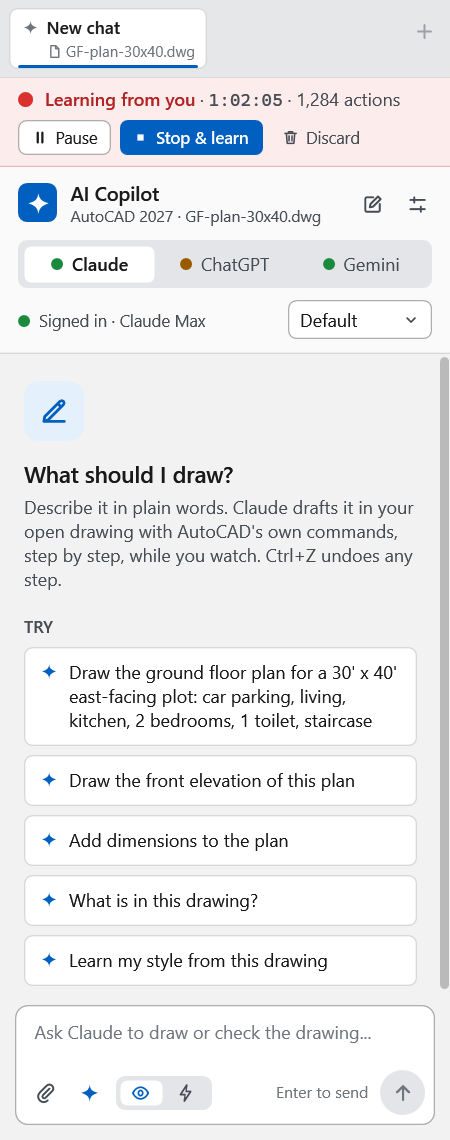 New chat
GF-plan-30x40.dwg
Learning from you · 1:02:05 · 1,284 actions
Pause
Stop & learn
Discard
AI Copilot
AutoCAD 2027 · GF-plan-30x40.dwg
Claude
ChatGPT
Gemini
Signed in · Claude Max
Default
What should I draw?
Describe it in plain words. Claude drafts it in your
open drawing with AutoCAD's own commands,
step by step, while you watch. Ctrl+Z undoes any
step.
TRY
Draw the ground floor plan for a 30' x 40'
east-facing plot: car parking, living,
kitchen, 2 bedrooms, 1 toilet, staircase
Draw the front elevation of this plan
Add dimensions to the plan
What is in this drawing?
Learn my style from this drawing
Ask Claude to draw or check the drawing...
Enter to send